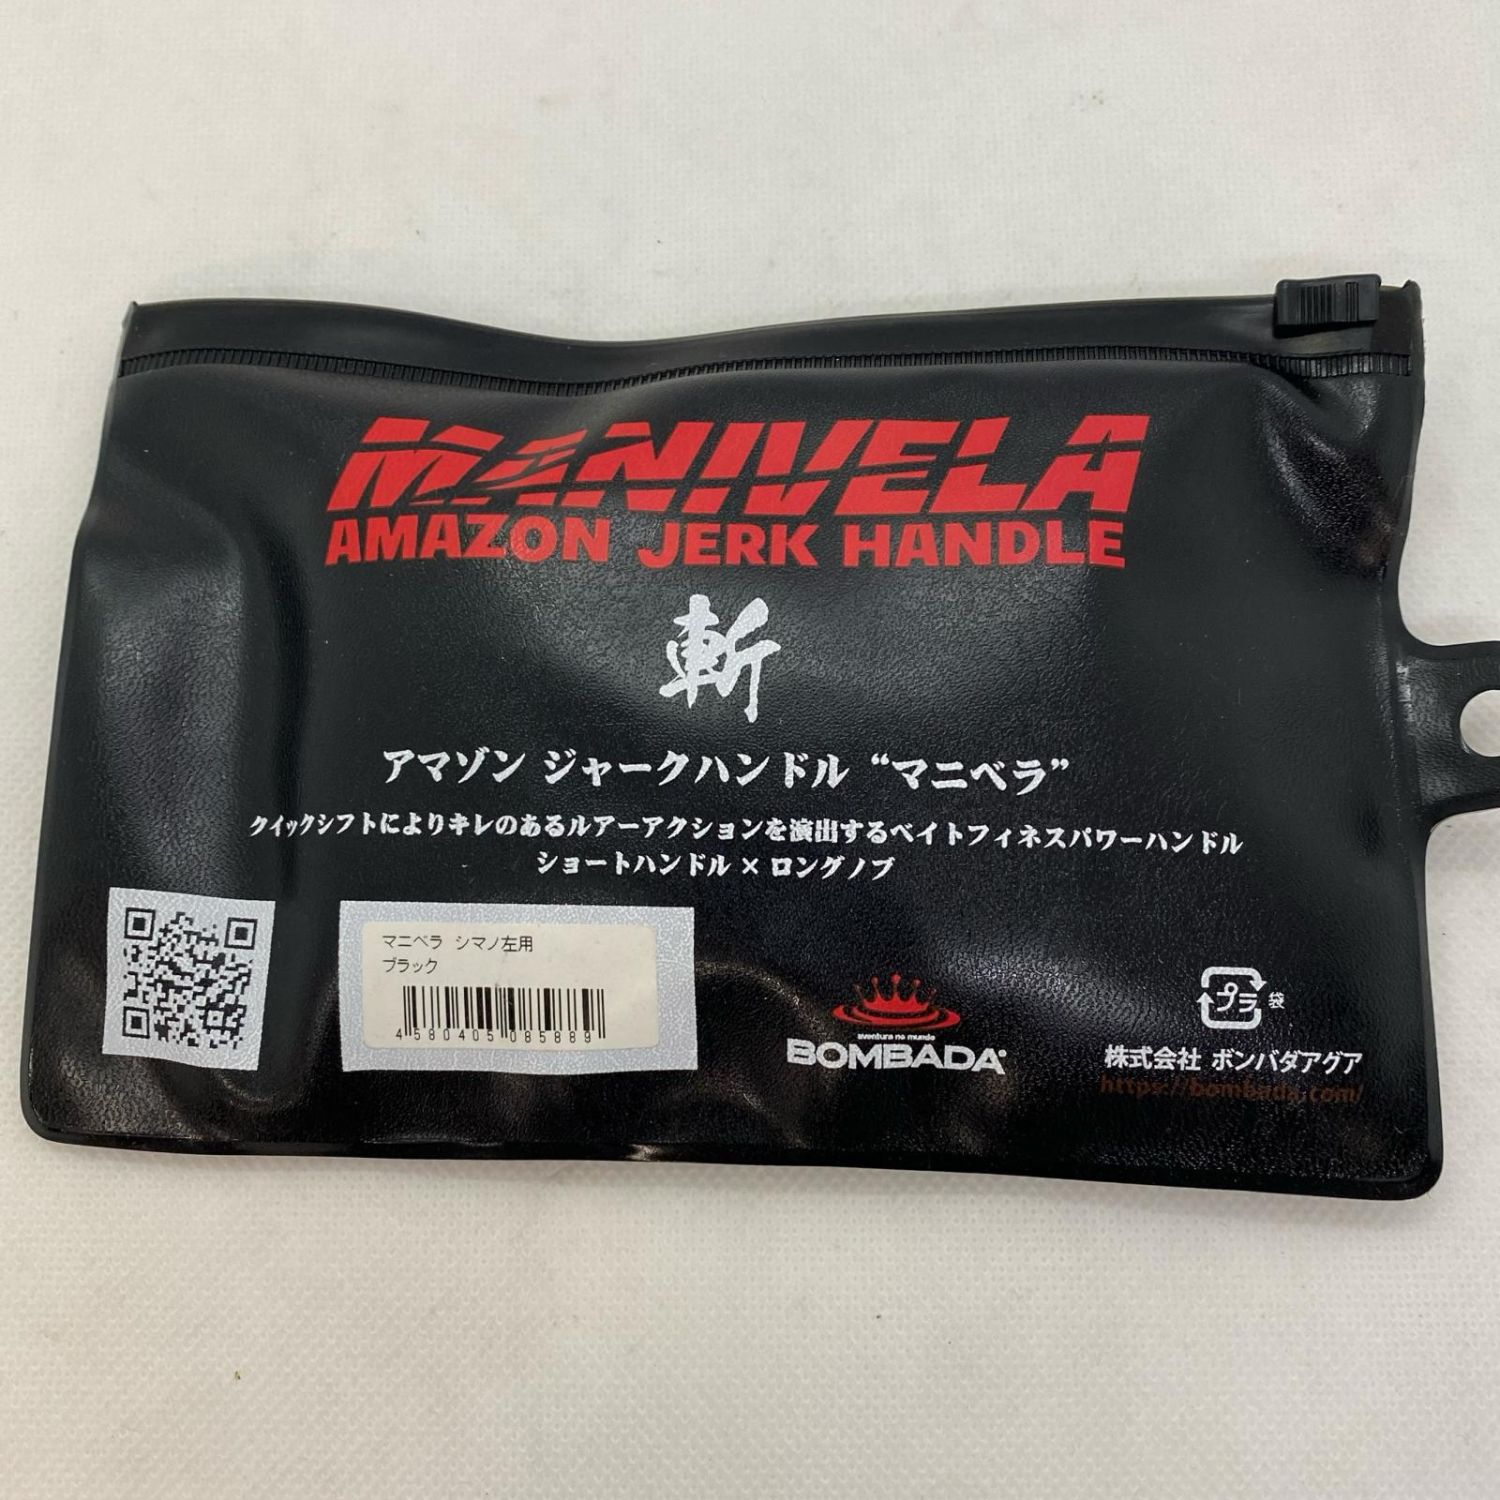 MANIVELA
AMAZON JERK HANDLE
斬
アマゾン ジャークハンドル “マニベラ”
クイックシフトによりキレのあるルアーアクションを演出するベイトフィネスパワーハンドル
ショートハンドル × ロングノブ
マニベラ シマノ左用
ブラック
4580405085889
aventura no mundo
BOMBADA
プラ 袋
株式会社 ボンバダアグア
https://bombada.com/